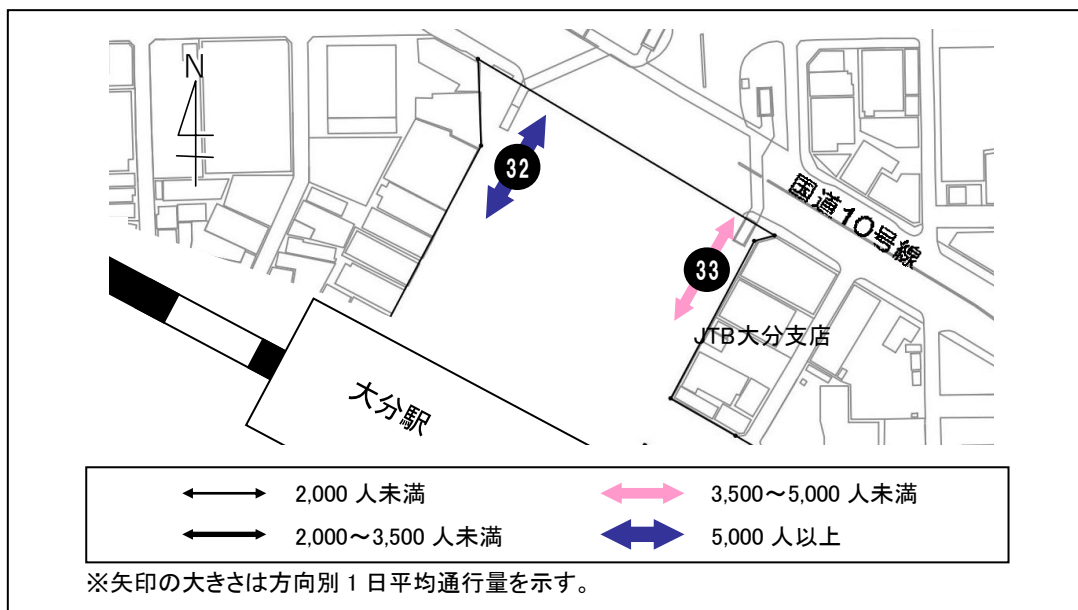 N
32
国道10号線
33
JTB大分支店
大分駅
2,000 人未満
3,500～5,000 人未満
2,000～3,500 人未満
5,000 人以上
※矢印の大きさは方向別 1 日平均通行量を示す。